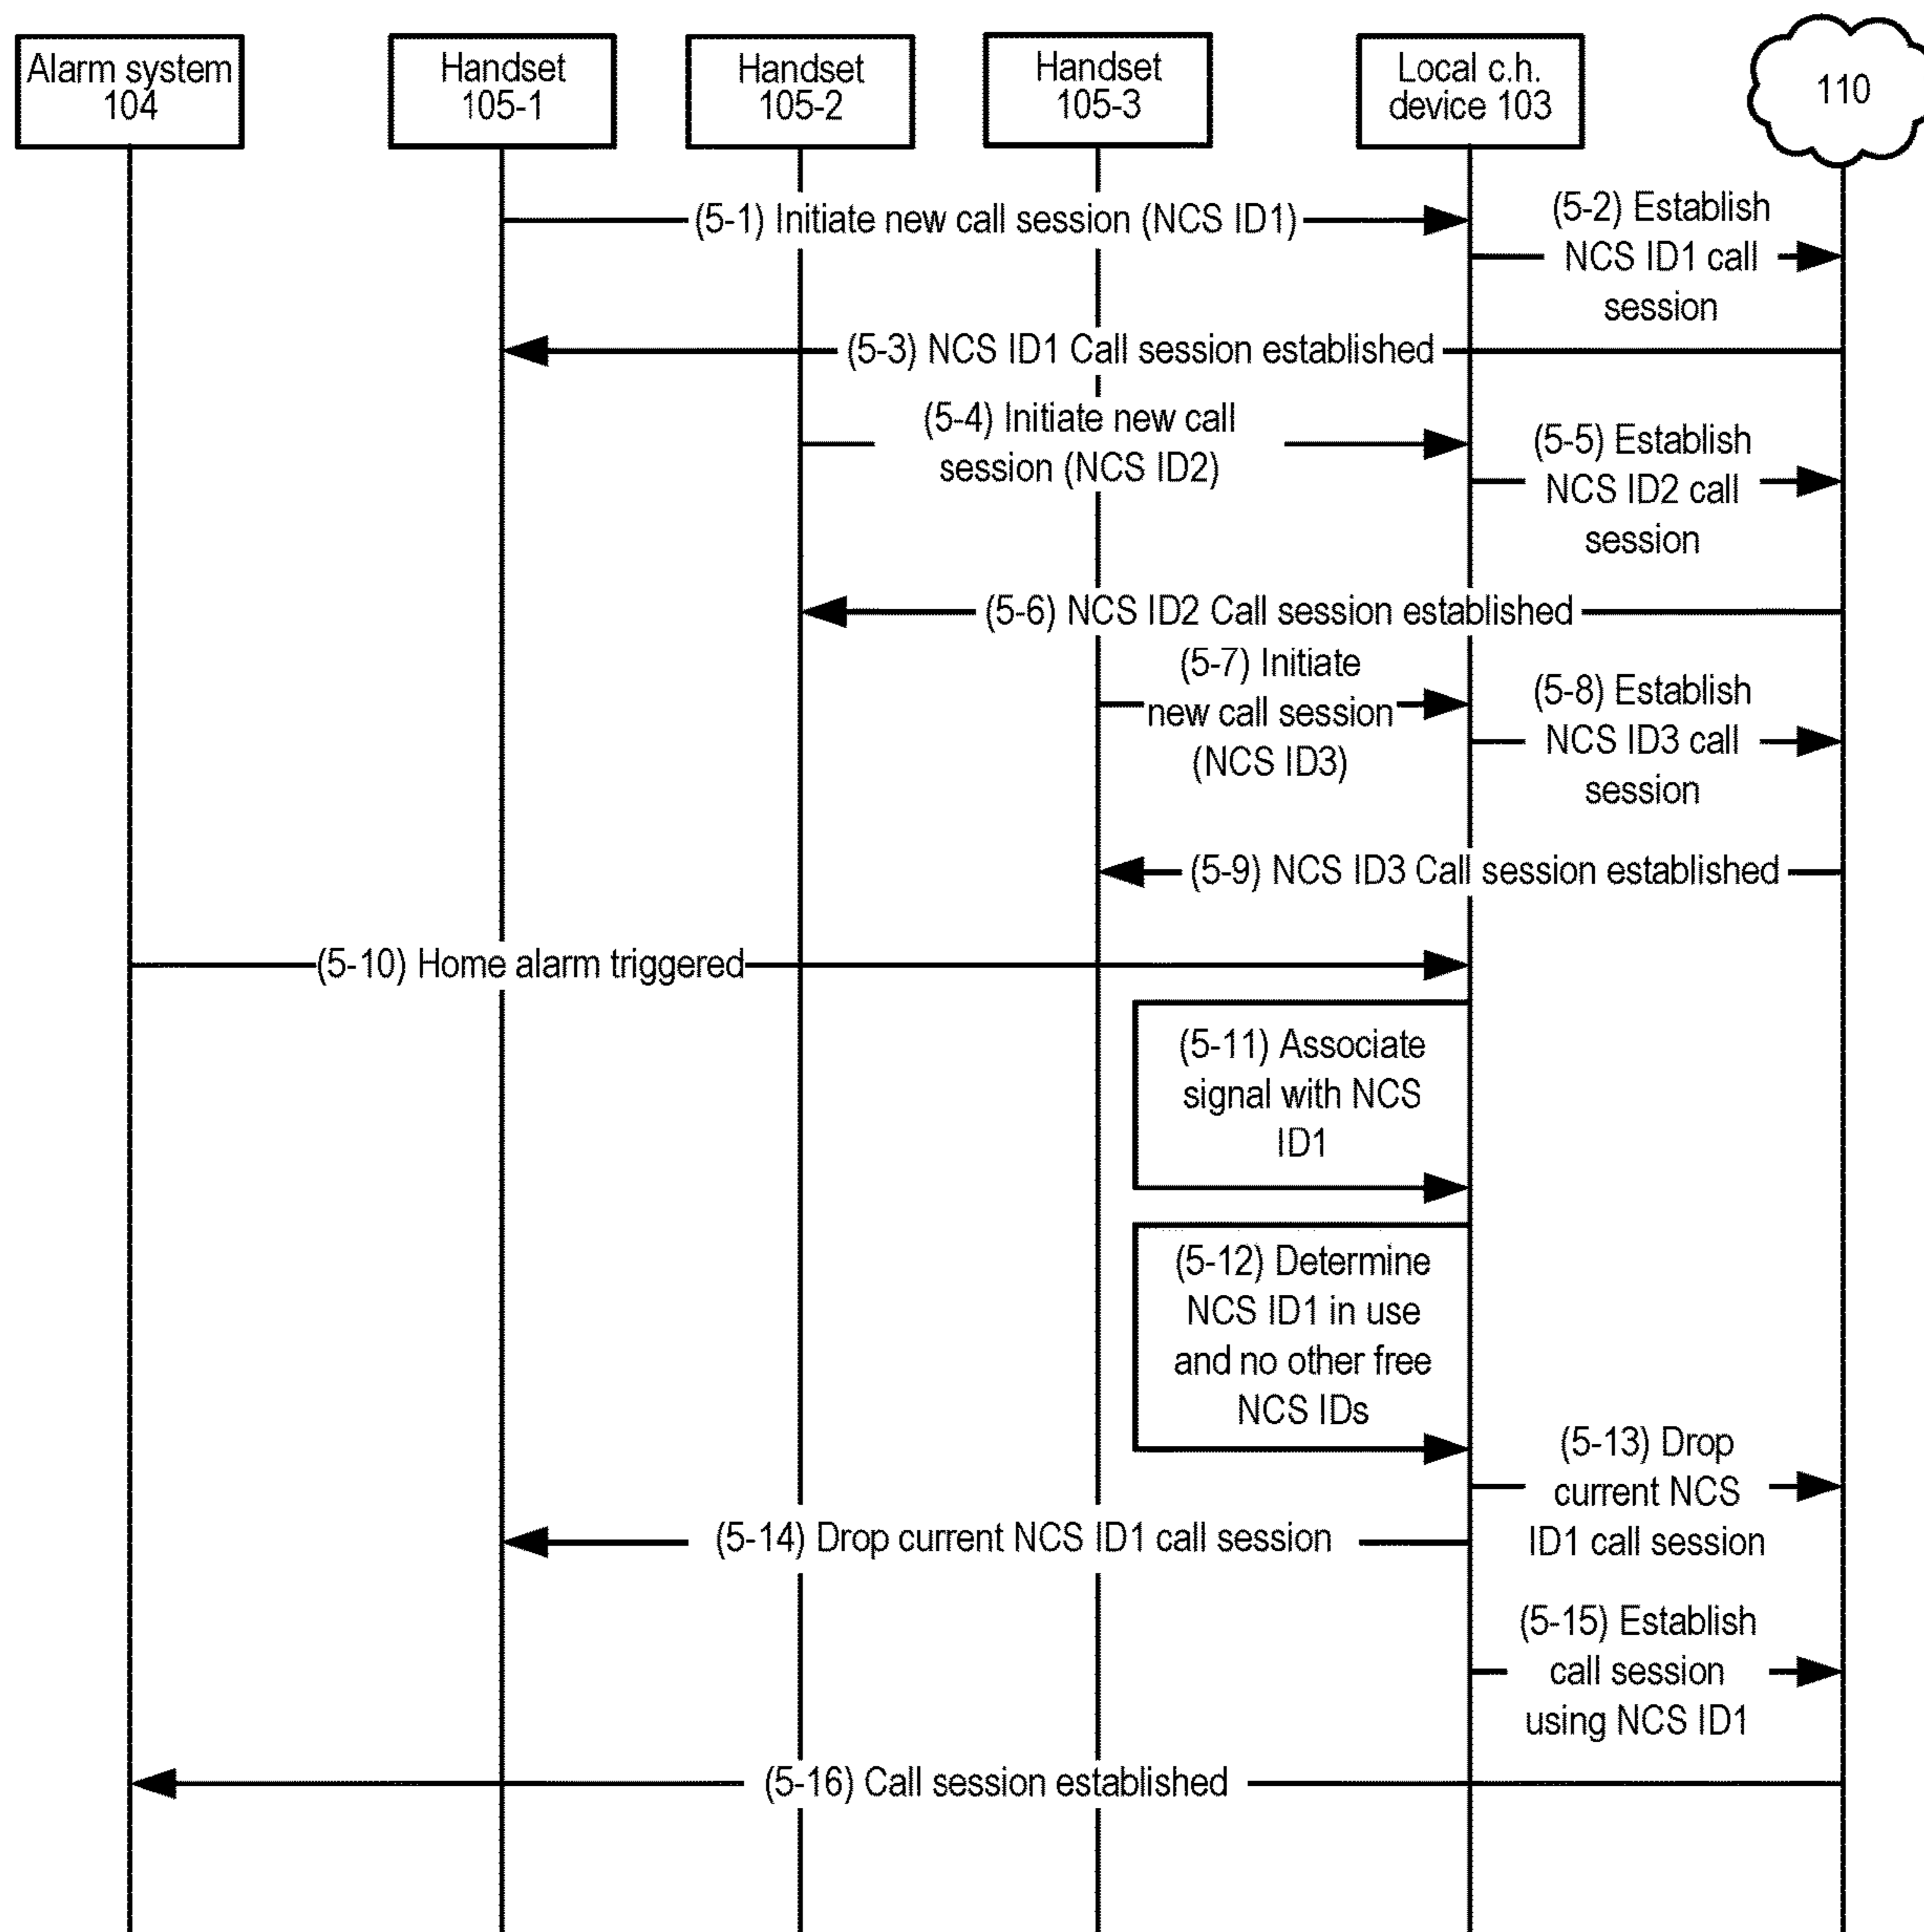 Alarm system
104
Handset
105-1
Handset
105-2
Handset
105-3
Local c.h.
device 103
110
(5-1) Initiate new call session (NCS ID1)
(5-2) Establish
NCS ID1 call
session
(5-3) NCS ID1 Call session established
(5-4) Initiate new call
session (NCS ID2)
(5-5) Establish
NCS ID2 call
session
(5-6) NCS ID2 Call session established
(5-7) Initiate
new call session
(NCS ID3)
(5-8) Establish
NCS ID3 call
session
(5-9) NCS ID3 Call session established
(5-10) Home alarm triggered
(5-11) Associate
signal with NCS
ID1
(5-12) Determine
NCS ID1 in use
and no other free
NCS IDs
(5-13) Drop
current NCS
ID1 call session
(5-14) Drop current NCS ID1 call session
(5-15) Establish
call session
using NCS ID1
(5-16) Call session established